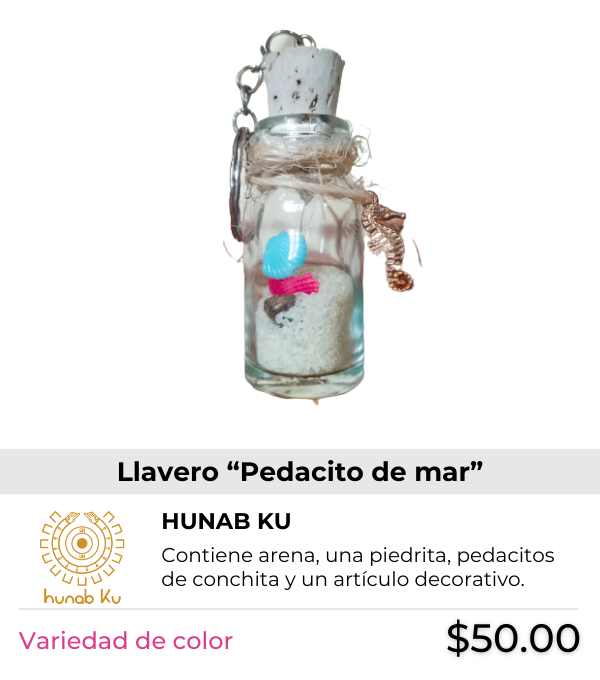 Llavero “Pedacito de mar”
HUNAB KU
Contiene arena, una piedrita, pedacitos
de conchita y un artículo decorativo.
hunab Ku
Variedad de color
$50.00